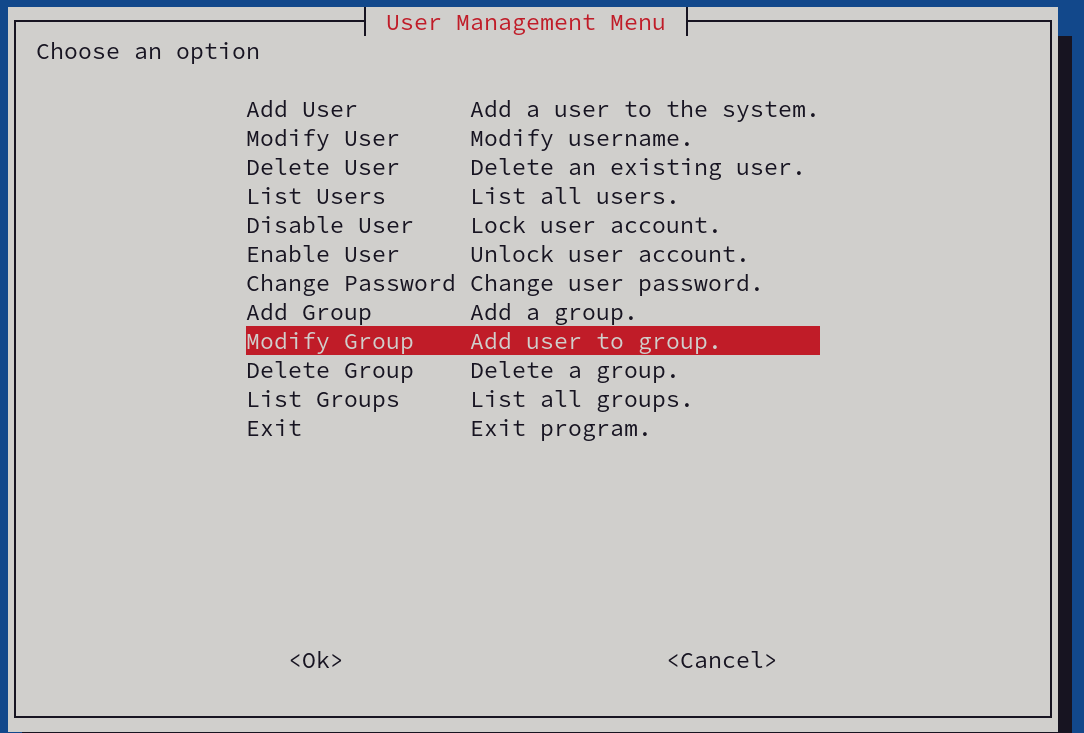 User Management Menu
Choose an option
Add User Add a user to the system.
Modify User Modify username.
Delete User Delete an existing user.
List Users List all users.
Disable User Lock user account.
Enable User Unlock user account.
Change Password Change user password.
Add Group Add a group.
Modify Group Add user to group.
Delete Group Delete a group.
List Groups List all groups.
Exit Exit program.
<Ok> <Cancel>